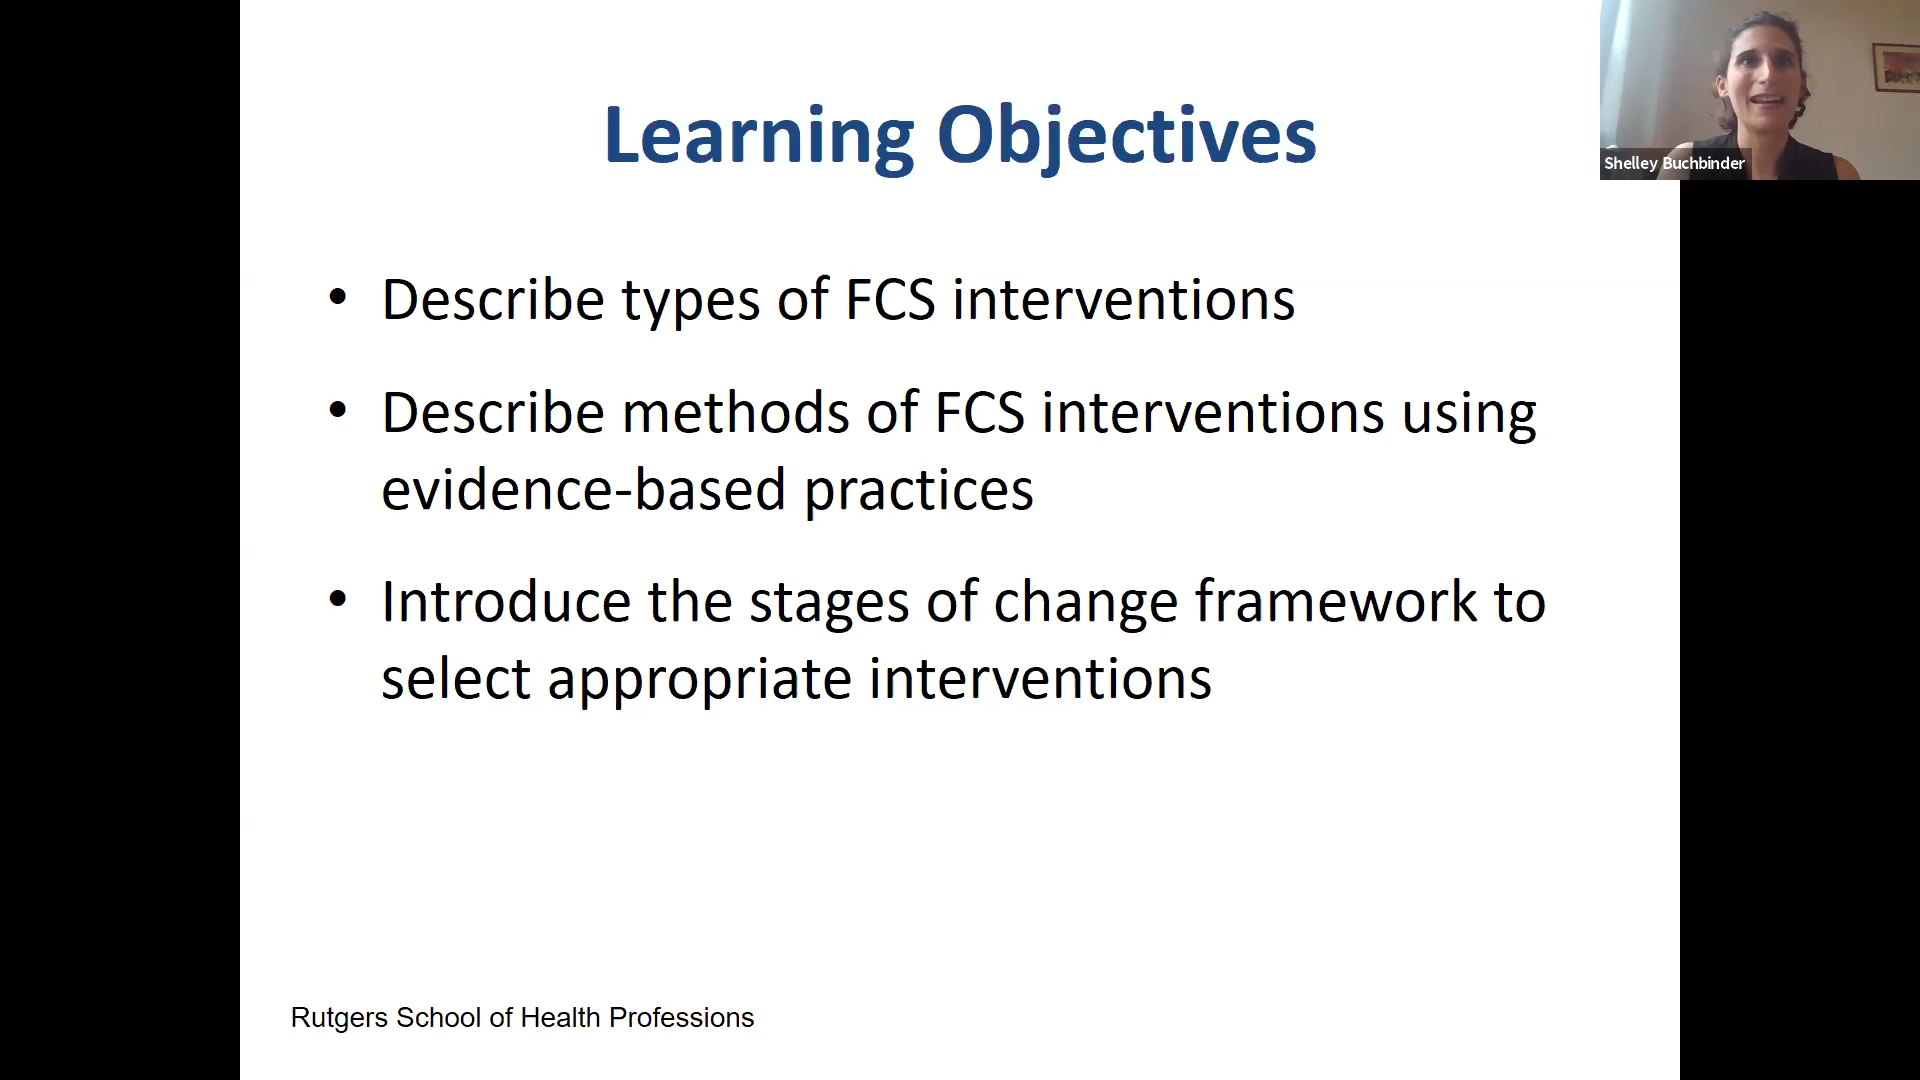 Learning Objectives
Shelley Buchbinder
• Describe types of FCS interventions
• Describe methods of FCS interventions using
evidence-based practices
• Introduce the stages of change framework to
select appropriate interventions
Rutgers School of Health Professions